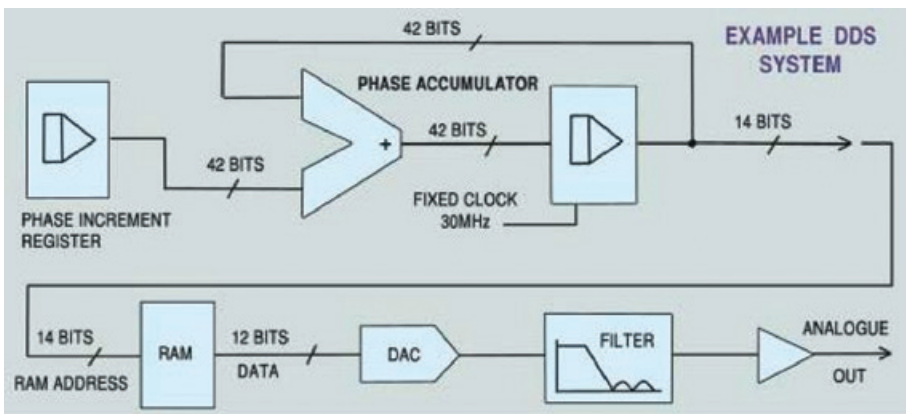 42 BITS
EXAMPLE DDS
SYSTEM
PHASE ACCUMULATOR
42 BITS
14 BITS
+
42 BITS
FIXED CLOCK
30MHz
PHASE INCREMENT
REGISTER
14 BITS
RAM ADDRESS
RAM
12 BITS
DATA
DAC
FILTER
ANALOGUE
OUT